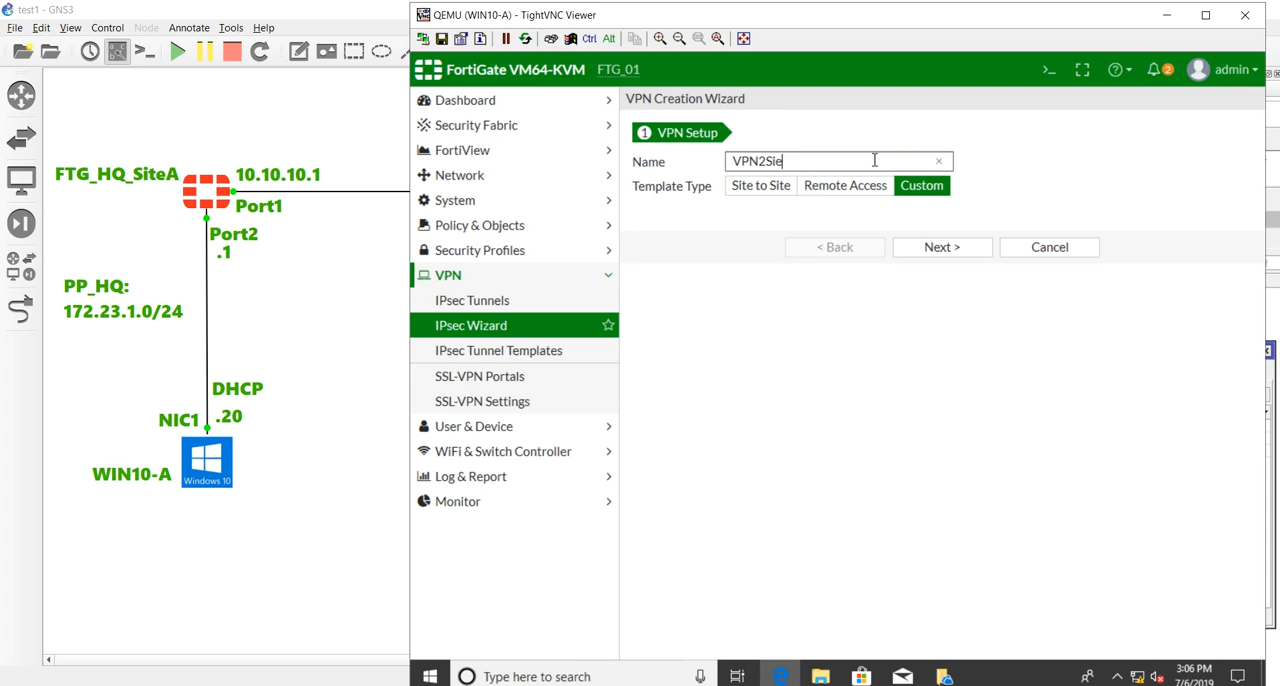 test1 - GNS3
File Edit View Control Node Annotate Tools Help
FTG_HQ_SiteA
10.10.10.1
Port1
Port2
.1
PP_HQ:
172.23.1.0/24
DHCP
.20
NIC1
WIN10-A
Windows 10
QEMU (WIN10-A) - TightVNC Viewer
Ctrl Alt
FortiGate VM64-KVM FTG_01
>_ 2 admin
Dashboard
Security Fabric
FortiView
Network
System
Policy & Objects
Security Profiles
VPN
IPsec Tunnels
IPsec Wizard
IPsec Tunnel Templates
SSL-VPN Portals
SSL-VPN Settings
User & Device
WiFi & Switch Controller
Log & Report
Monitor
VPN Creation Wizard
1 VPN Setup
Name VPN2Sie
Template Type Site to Site Remote Access Custom
< Back Next > Cancel
Type here to search
3:06 PM
7/6/2019